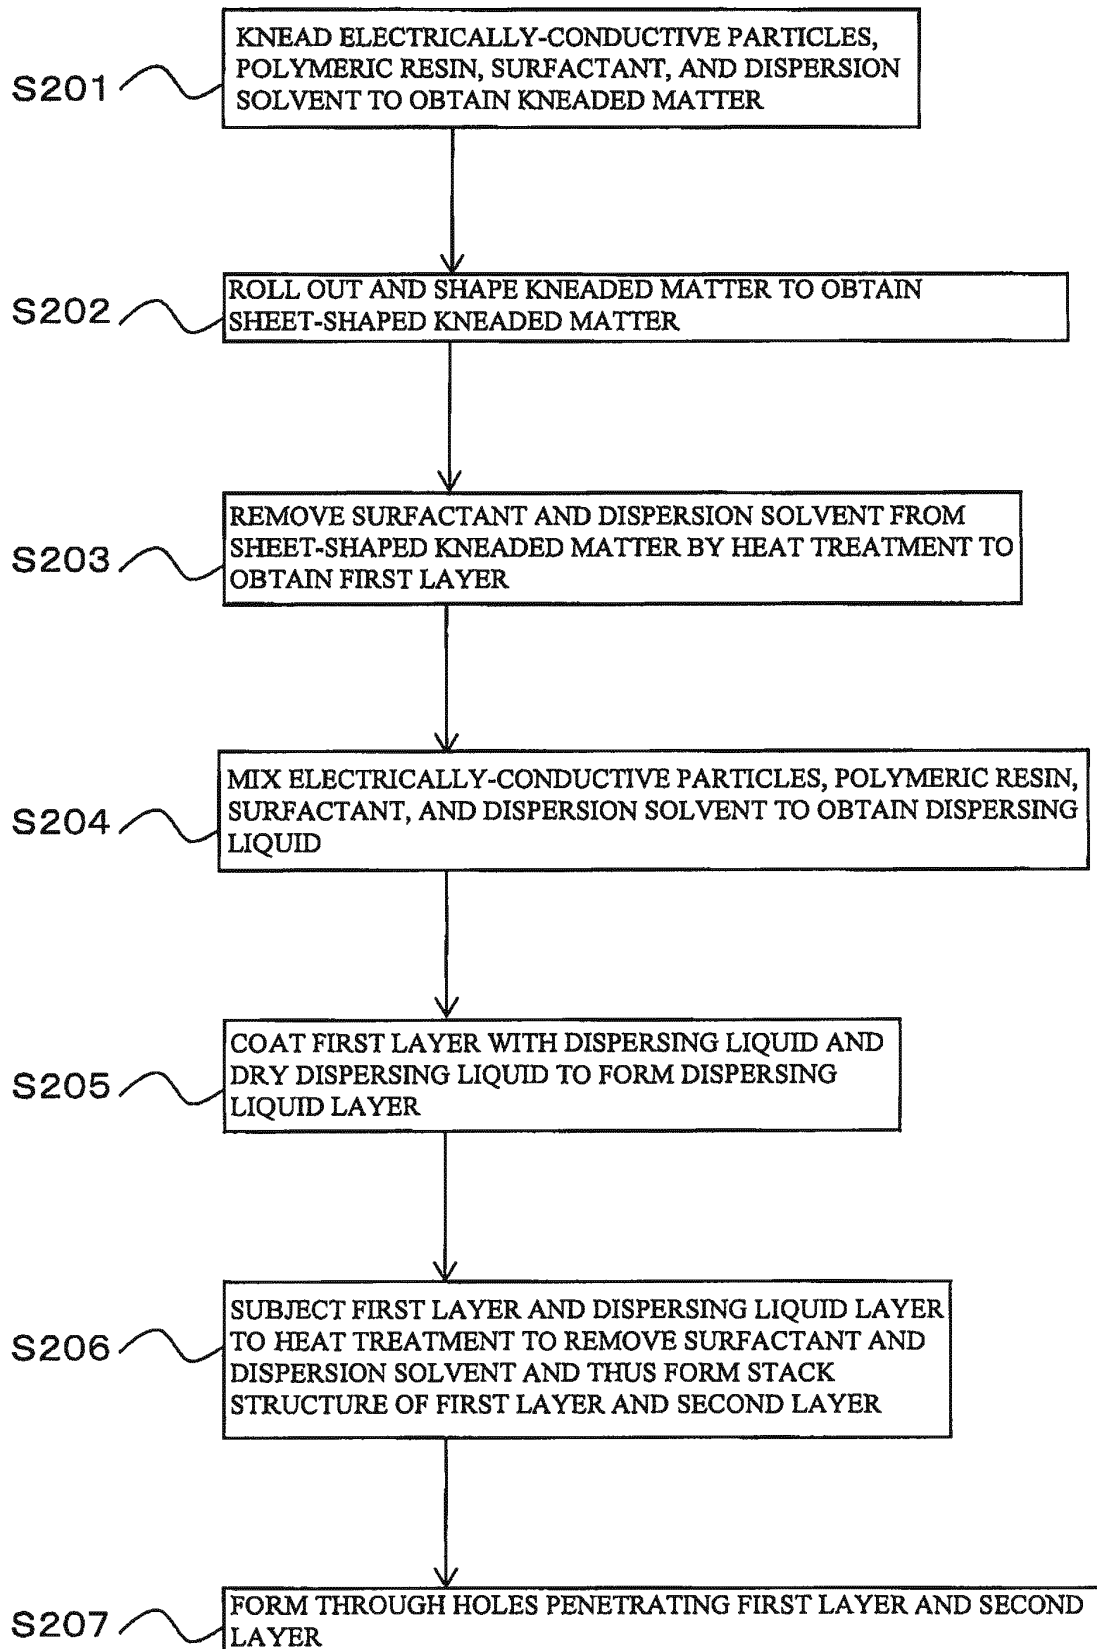 S201
KNEAD ELECTRICALLY-CONDUCTIVE PARTICLES,
POLYMERIC RESIN, SURFACTANT, AND DISPERSION
SOLVENT TO OBTAIN KNEADED MATTER
S202
ROLL OUT AND SHAPE KNEADED MATTER TO OBTAIN
SHEET-SHAPED KNEADED MATTER
S203
REMOVE SURFACTANT AND DISPERSION SOLVENT FROM
SHEET-SHAPED KNEADED MATTER BY HEAT TREATMENT TO
OBTAIN FIRST LAYER
S204
MIX ELECTRICALLY-CONDUCTIVE PARTICLES, POLYMERIC RESIN,
SURFACTANT, AND DISPERSION SOLVENT TO OBTAIN DISPERSING
LIQUID
S205
COAT FIRST LAYER WITH DISPERSING LIQUID AND
DRY DISPERSING LIQUID TO FORM DISPERSING
LIQUID LAYER
S206
SUBJECT FIRST LAYER AND DISPERSING LIQUID LAYER
TO HEAT TREATMENT TO REMOVE SURFACTANT AND
DISPERSION SOLVENT AND THUS FORM STACK
STRUCTURE OF FIRST LAYER AND SECOND LAYER
S207
FORM THROUGH HOLES PENETRATING FIRST LAYER AND SECOND
LAYER